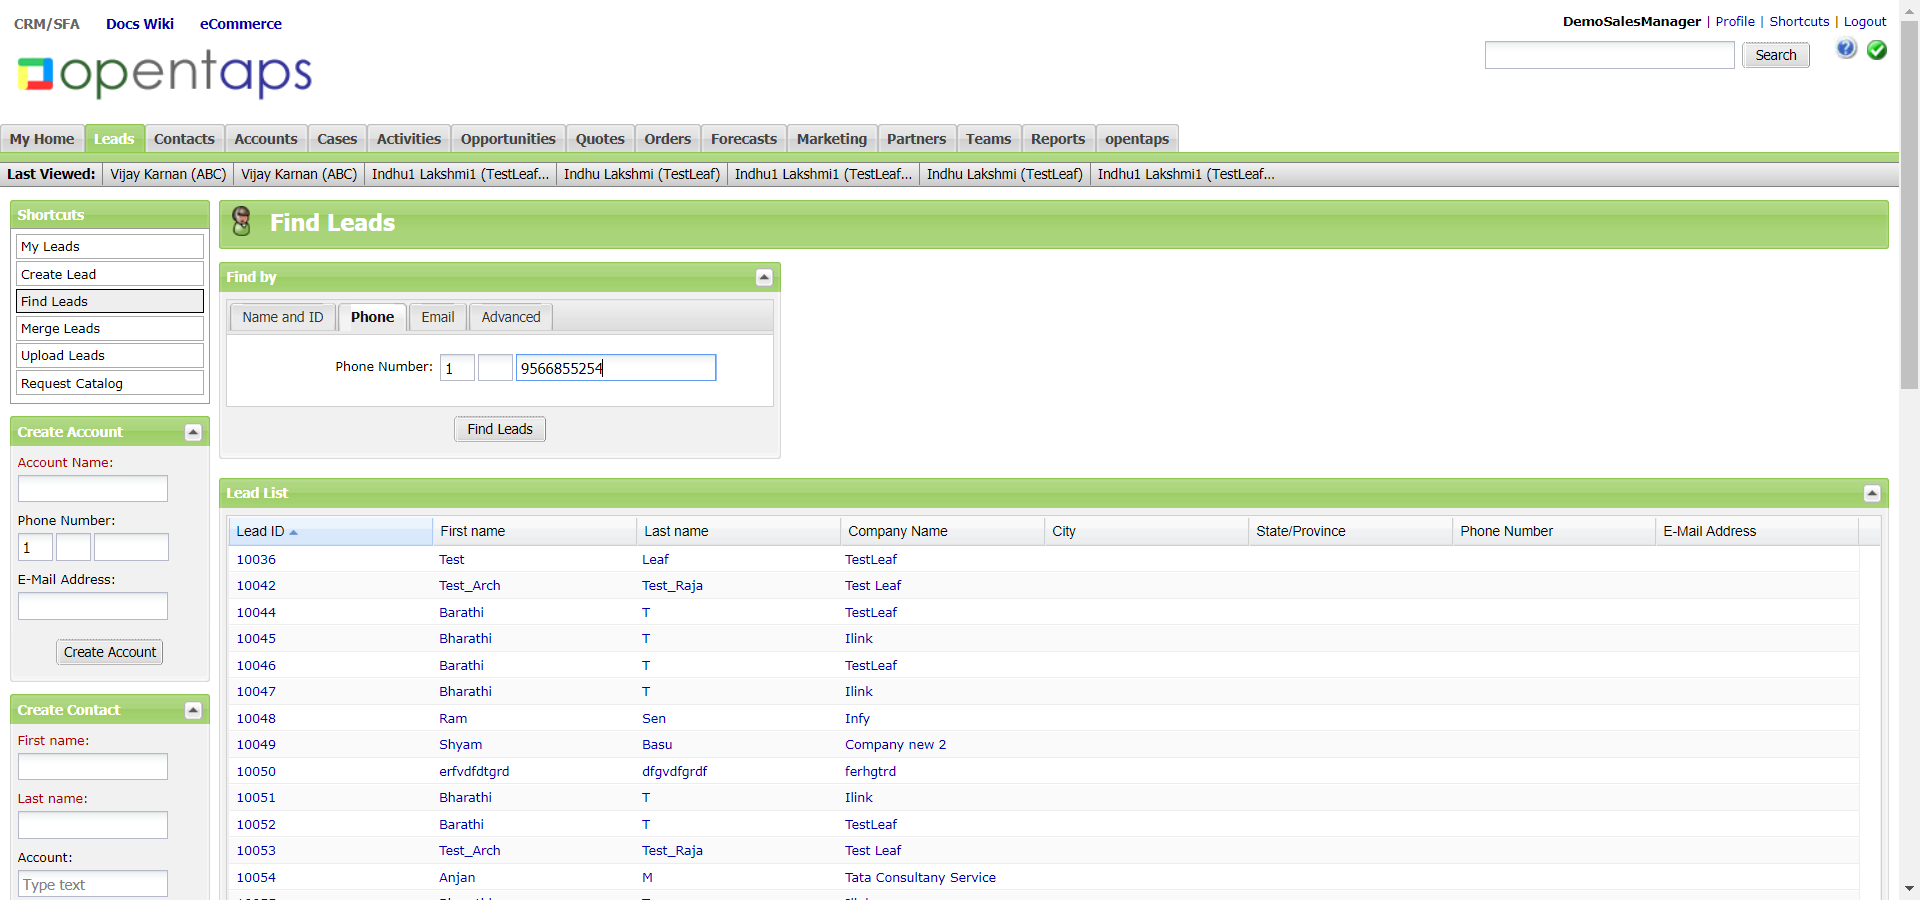 CRM/SFA Docs Wiki eCommerce
DemoSalesManager | Profile | Shortcuts | Logout
opentaps
Search
My Home Leads Contacts Accounts Cases Activities Opportunities Quotes Orders Forecasts Marketing Partners Teams Reports opentaps
Last Viewed: Vijay Karnan (ABC) Vijay Karnan (ABC) Indhu1 Lakshmi1 (TestLeaf... Indhu Lakshmi (TestLeaf) Indhu1 Lakshmi1 (TestLeaf... Indhu Lakshmi (TestLeaf) Indhu1 Lakshmi1 (TestLeaf...
Shortcuts
My Leads
Create Lead
Find Leads
Merge Leads
Upload Leads
Request Catalog
Create Account
Account Name:
Phone Number:
1
E-Mail Address:
Create Account
Create Contact
First name:
Last name:
Account:
Type text
Find Leads
Find by
Name and ID Phone Email Advanced
Phone Number: 1 9566855254
Find Leads
Lead List
Lead ID First name Last name Company Name City State/Province Phone Number E-Mail Address
10036 Test Leaf TestLeaf
10042 Test_Arch Test_Raja Test Leaf
10044 Barathi T TestLeaf
10045 Bharathi T Ilink
10046 Barathi T TestLeaf
10047 Bharathi T Ilink
10048 Ram Sen Infy
10049 Shyam Basu Company new 2
10050 erfvdfdtgrd dfgvdfgrdf ferhgtrd
10051 Bharathi T Ilink
10052 Barathi T TestLeaf
10053 Test_Arch Test_Raja Test Leaf
10054 Anjan M Tata Consultany Service